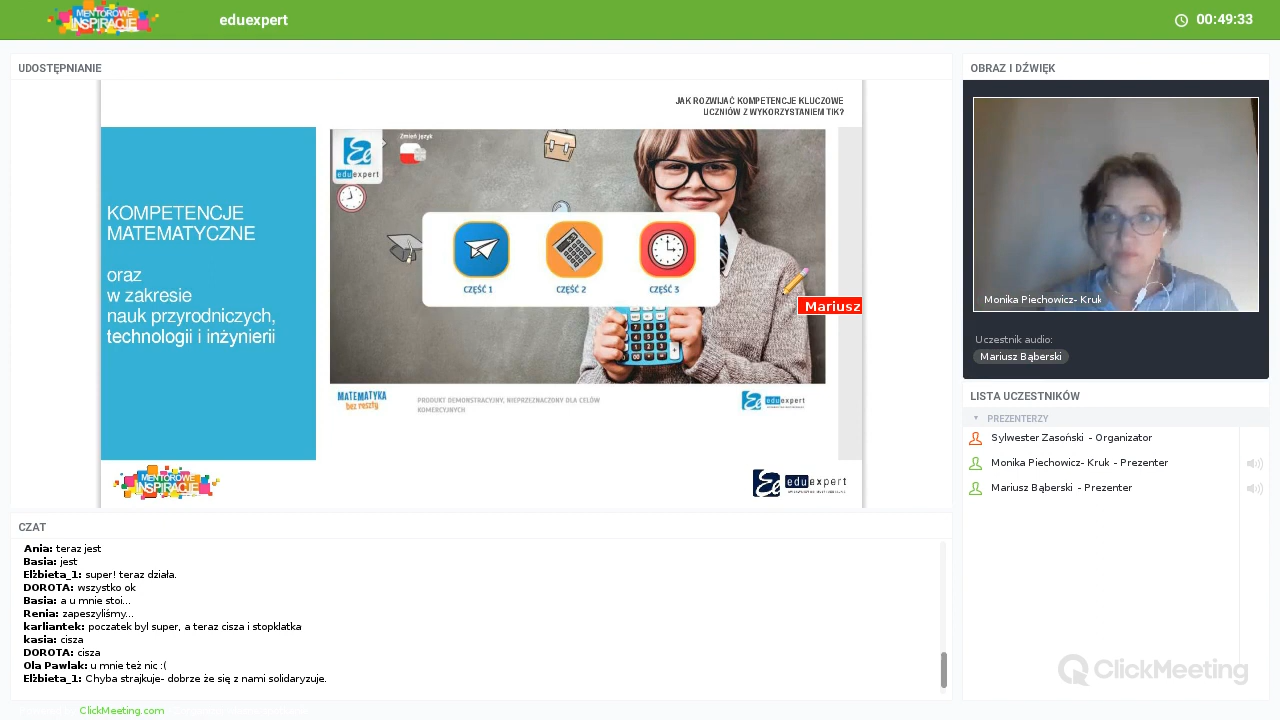 MENTOROWE
INSPIRACJE
eduexpert
00:49:33
UDOSTĘPNIANIE
JAK ROZWIJAĆ KOMPETENCJE KLUCZOWE
UCZNIÓW Z WYKORZYSTANIEM TIK?
KOMPETENCJE
MATEMATYCZNE
oraz
w zakresie
nauk przyrodniczych,
technologii i inżynierii
eduexpert
Zmień język
CZĘŚĆ 1
CZĘŚĆ 2
CZĘŚĆ 3
Mariusz
MATEMATYKA
bez reszty
PRODUKT DEMONSTRACYJNY, NIEPRZEZNACZONY DLA CELÓW
KOMERCYJNYCH
eduexpert
MENTOROWE
INSPIRACJE
eduexpert
OBRAZ I DŹWIĘK
Monika Piechowicz- Kruk
Uczestnik audio:
Mariusz Bąberski
LISTA UCZESTNIKÓW
PREZENTERZY
Sylwester Zasoński - Organizator
Monika Piechowicz- Kruk - Prezenter
Mariusz Bąberski - Prezenter
ClickMeeting
CZAT
Ania: teraz jest
Basia: jest
Elżbieta_1: super! teraz działa.
DOROTA: wszystko ok
Basia: a u mnie stoi...
Renia: zapeszyliśmy...
karliantek: poczatek byl super, a teraz cisza i stopklatka
kasia: cisza
DOROTA: cisza
Ola Pawlak: u mnie też nic :(
Elżbieta_1: Chyba strajkuje- dobrze że się z nami solidaryzuje.
ClickMeeting.com